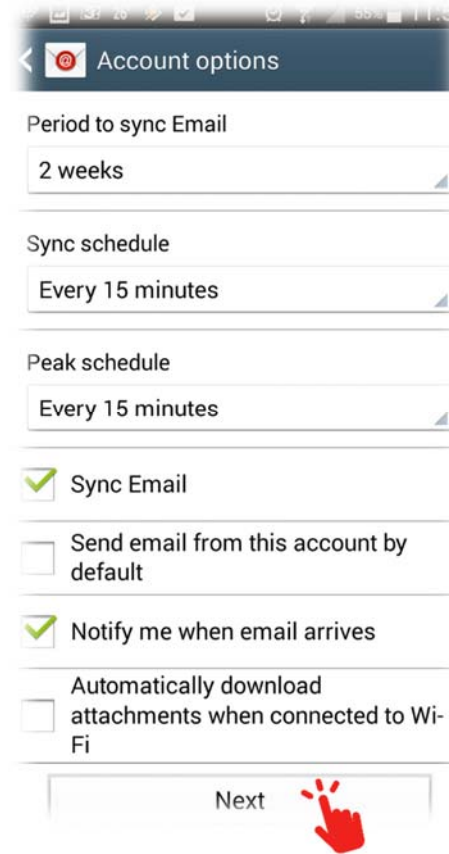 55%
Account options
Period to sync Email
2 weeks
Sync schedule
Every 15 minutes
Peak schedule
Every 15 minutes
Sync Email
Send email from this account by
default
Notify me when email arrives
Automatically download
attachments when connected to Wi-
Fi
Next